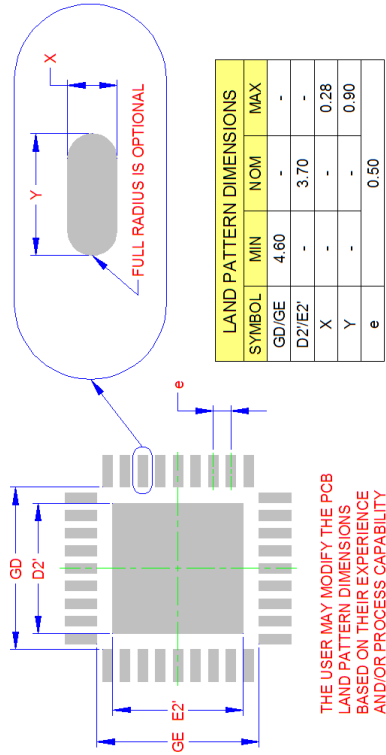 X
Y
FULL RADIUS IS OPTIONAL
e
GD
D2'
GE
E2'
LAND PATTERN DIMENSIONS
SYMBOL MIN NOM MAX
GD/GE 4.60 - -
D2'/E2' - 3.70 -
X - - 0.28
Y - - 0.90
e 0.50
THE USER MAY MODIFY THE PCB
LAND PATTERN DIMENSIONS
BASED ON THEIR EXPERIENCE
AND/OR PROCESS CAPABILITY